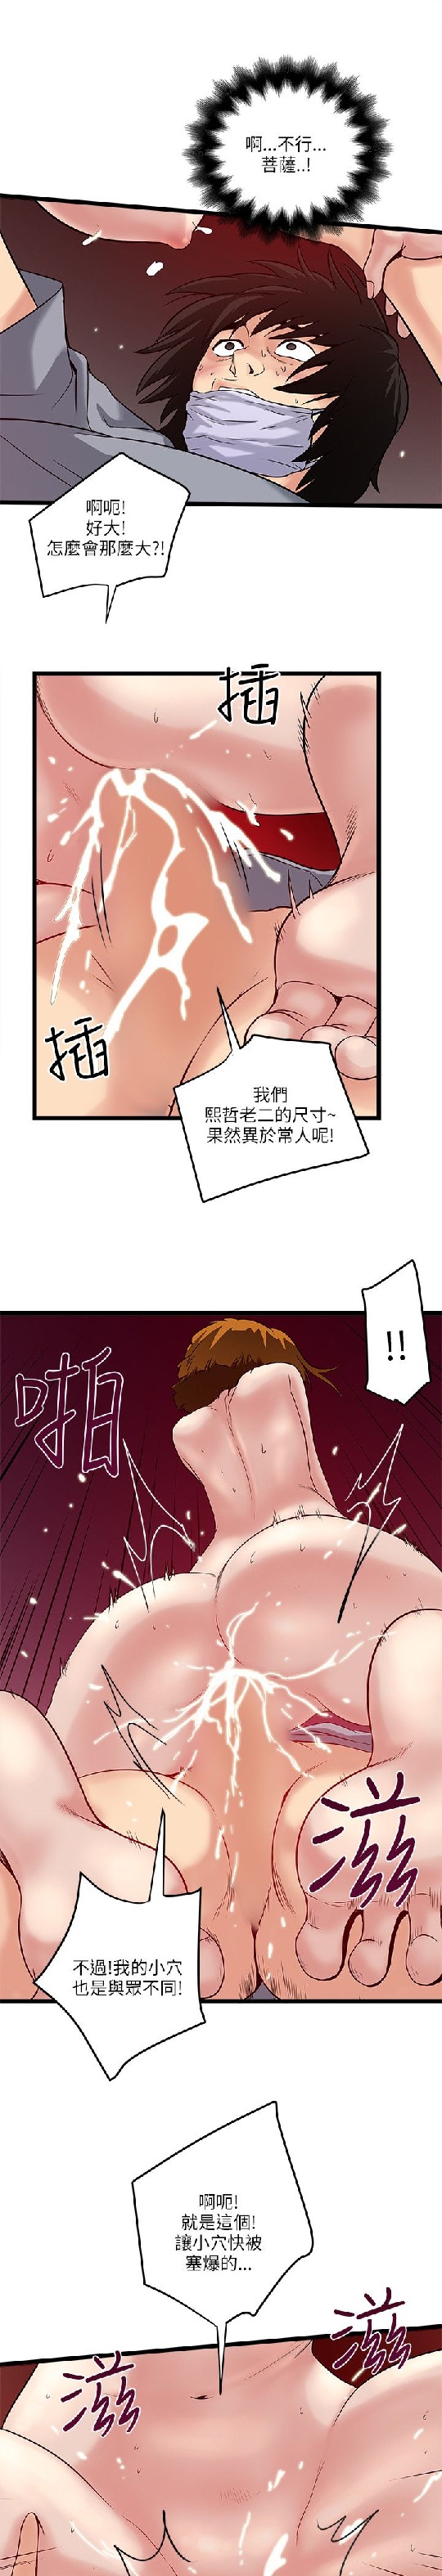 啊...不行...
菩薩..!
啊呃!
好大!
怎麼會那麼大?!
插
插
我們
熙哲老二的尺寸~
果然異於常人呢!
!!
啪
滋
不過!我的小穴
也是與眾不同!
啊呃!
就是這個!
讓小穴快被
塞爆的...
滋
滋